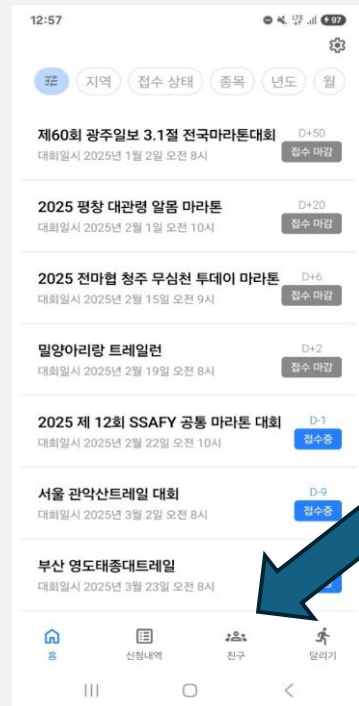 12:57
97
지역 접수 상태 종목 년도 월
제60회 광주일보 3.1절 전국마라톤대회 D+50
대회일시 2025년 1월 2일 오전 8시 접수 마감
2025 평창 대관령 알몸 마라톤 D+20
대회일시 2025년 2월 1일 오전 10시 접수 마감
2025 전마협 청주 무심천 투데이 마라톤 D+6
대회일시 2025년 2월 15일 오전 9시 접수 마감
밀양아리랑 트레일런 D+2
대회일시 2025년 2월 19일 오전 8시 접수 마감
2025 제 12회 SSAFY 공통 마라톤 대회 D-1
대회일시 2025년 2월 22일 오전 10시 접수중
서울 관악산트레일 대회 D-9
대회일시 2025년 3월 2일 오전 8시 접수중
부산 영도태종대트레일
대회일시 2025년 3월 23일 오전 8시
홈 신청내역 친구 달리기